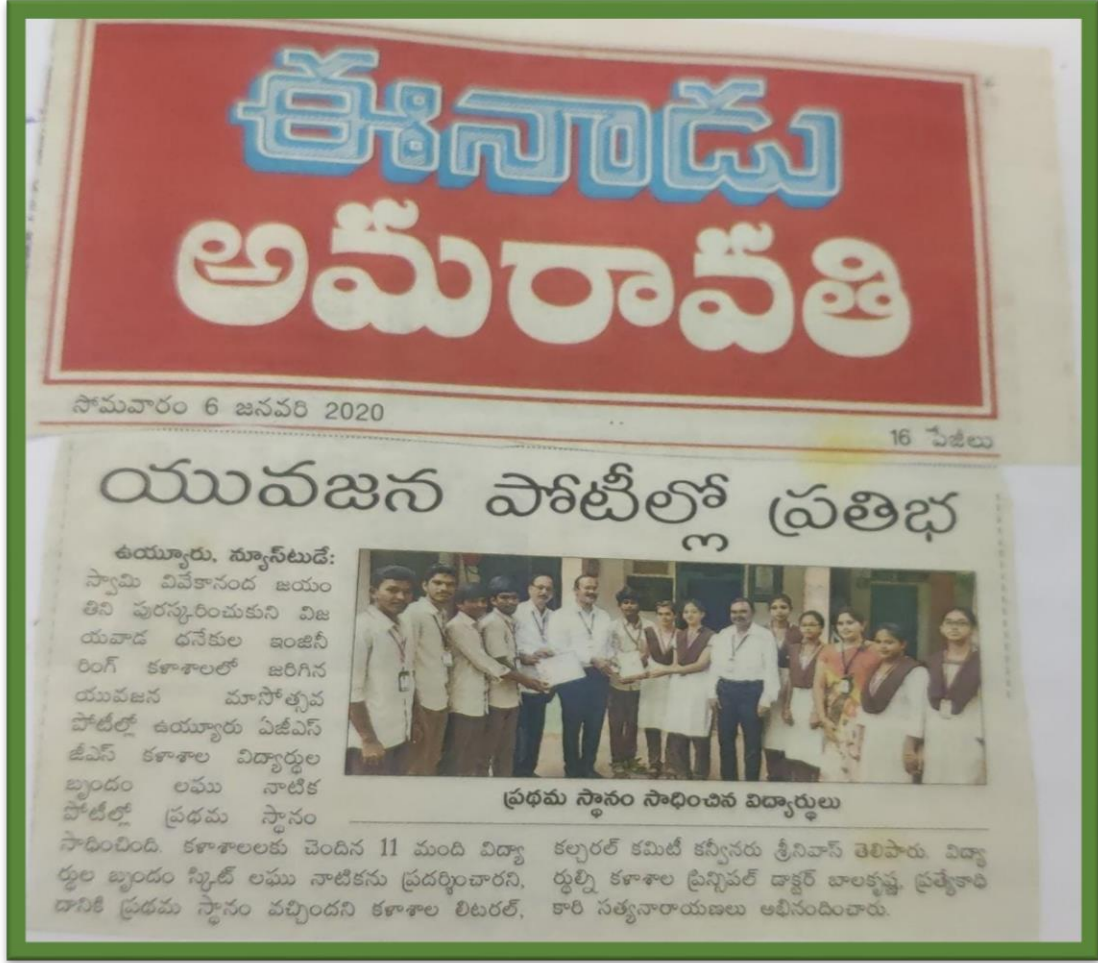 ఈనాడు
అమరావతి
సోమవారం 6 జనవరి 2020
16 పేజీలు
యువజన పోటీల్లో ప్రతిభ
ఉయ్యూరు, న్యూస్‌టుడే:
స్వామి వివేకానంద జయం
తిని పురస్కరించుకుని విజ
యవాడ ధనేకుల ఇంజినీ
రింగ్ కళాశాలలో జరిగిన
యువజన మాసోత్సవ
పోటీల్లో ఉయ్యూరు ఏజీఎస్
జీఎస్ కళాశాల విద్యార్థుల
బృందం లఘు నాటిక
పోటీల్లో ప్రథమ స్థానం
సాధించింది. కళాశాలలకు చెందిన 11 మంది విద్యా
ర్థుల బృందం స్కిట్ లఘు నాటికను ప్రదర్శించారని,
దానికి ప్రథమ స్థానం వచ్చిందని కళాశాల లిటరల్,
ప్రథమ స్థానం సాధించిన విద్యార్థులు
కల్చరల్ కమిటీ కన్వీనరు శ్రీనివాస్ తెలిపారు. విద్యా
ర్థుల్ని కళాశాల ప్రిన్సిపల్ డాక్టర్ బాలకృష్ణ, ప్రత్యేకాధి
కారి సత్యనారాయణలు అభినందించారు.